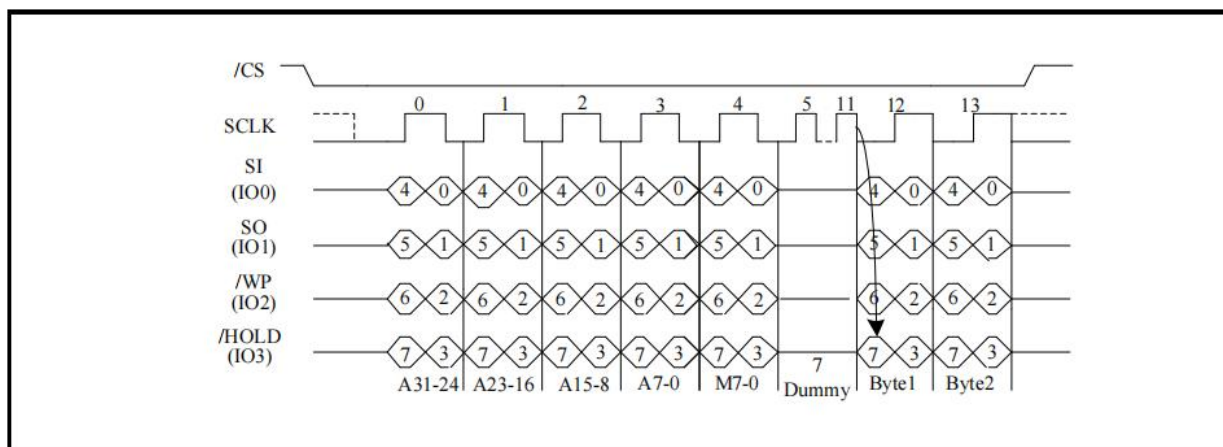 /CS
0 1 2 3 4 5 11 12 13
SCLK
SI
(IO0)
4 0 4 0 4 0 4 0 4 0 4 0 4 0
SO
(IO1)
5 1 5 1 5 1 5 1 5 1 5 1 5 1
/WP
(IO2)
6 2 6 2 6 2 6 2 6 2 6 2 6 2
/HOLD
(IO3)
7 3 7 3 7 3 7 3 7 3 7 3 7 3
A31-24 A23-16 A15-8 A7-0 M7-0 7 Dummy Byte1 Byte2